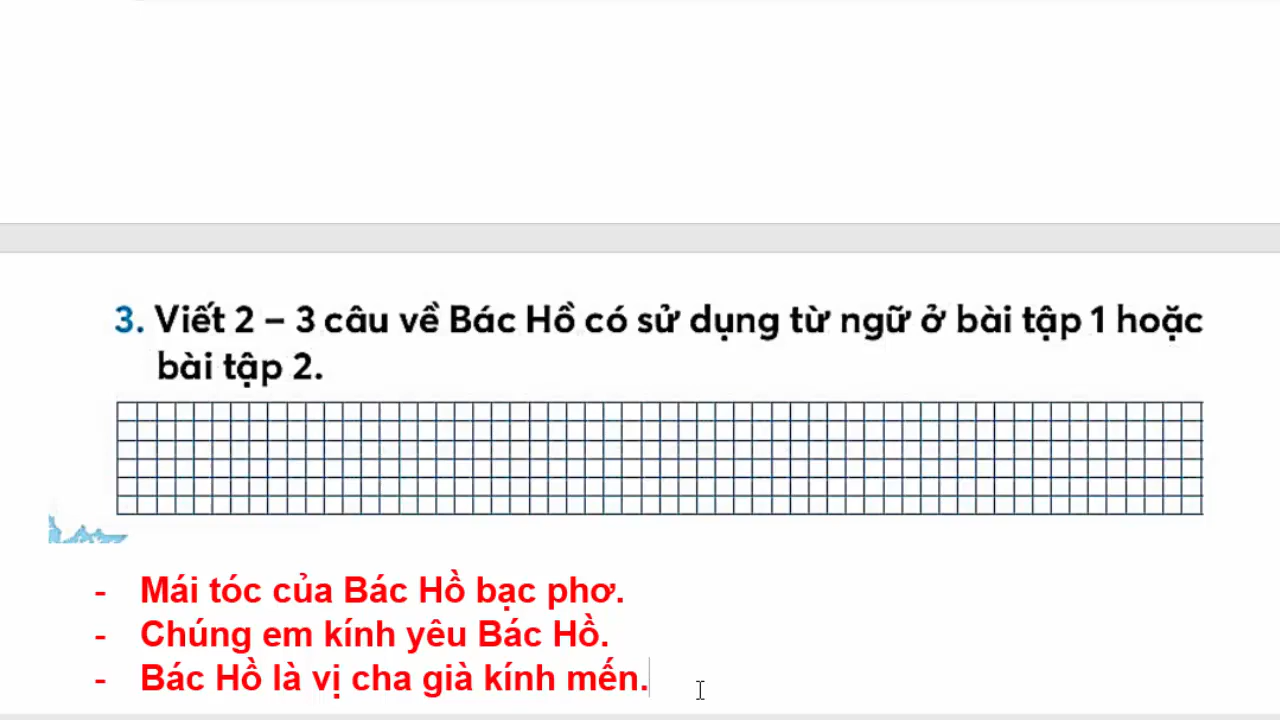 3. Viết 2 – 3 câu về Bác Hồ có sử dụng từ ngữ ở bài tập 1 hoặc
bài tập 2.
- Mái tóc của Bác Hồ bạc phơ.
- Chúng em kính yêu Bác Hồ.
- Bác Hồ là vị cha già kính mến.